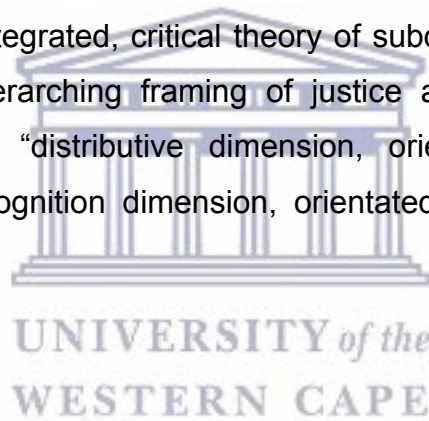 tegrated, critical theory of subo
erarching framing of justice a
"distributive dimension, orie
ognition dimension, orientated
UNIVERSITY of the
WESTERN CAPE